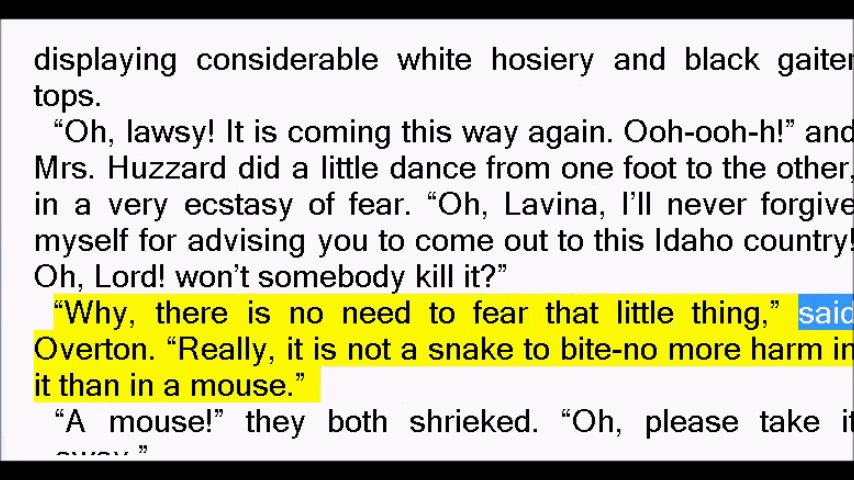 displaying considerable white hosiery and black gaiter
tops.
“Oh, lawsy! It is coming this way again. Ooh-ooh-h!” and
Mrs. Huzzard did a little dance from one foot to the other,
in a very ecstasy of fear. “Oh, Lavina, I’ll never forgive
myself for advising you to come out to this Idaho country!
Oh, Lord! won’t somebody kill it?”
“Why, there is no need to fear that little thing,” said
Overton. “Really, it is not a snake to bite-no more harm in
it than in a mouse.”
“A mouse!” they both shrieked. “Oh, please take it
away.”